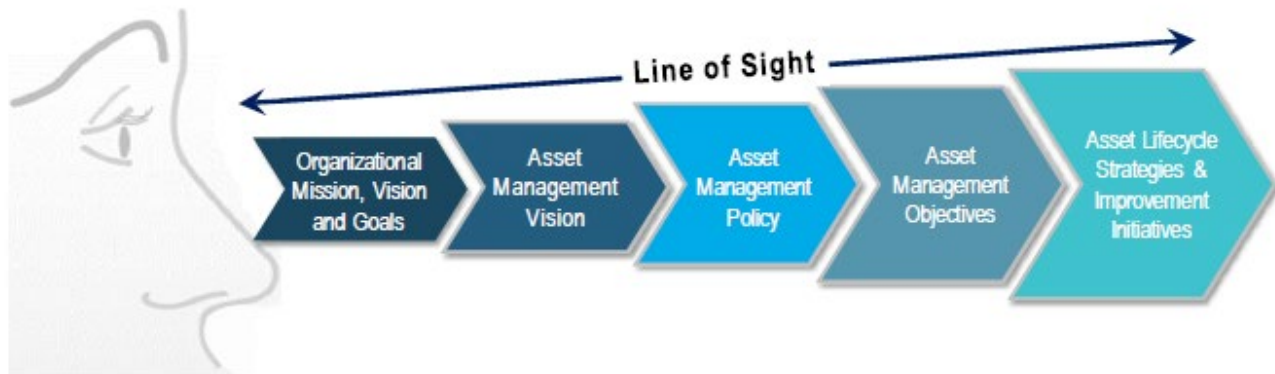 Line of Sight
Organizational
Mission, Vision
and Goals
Asset
Management
Vision
Asset
Management
Policy
Asset
Management
Objectives
Asset Lifecycle
Strategies &
Improvement
Initiatives